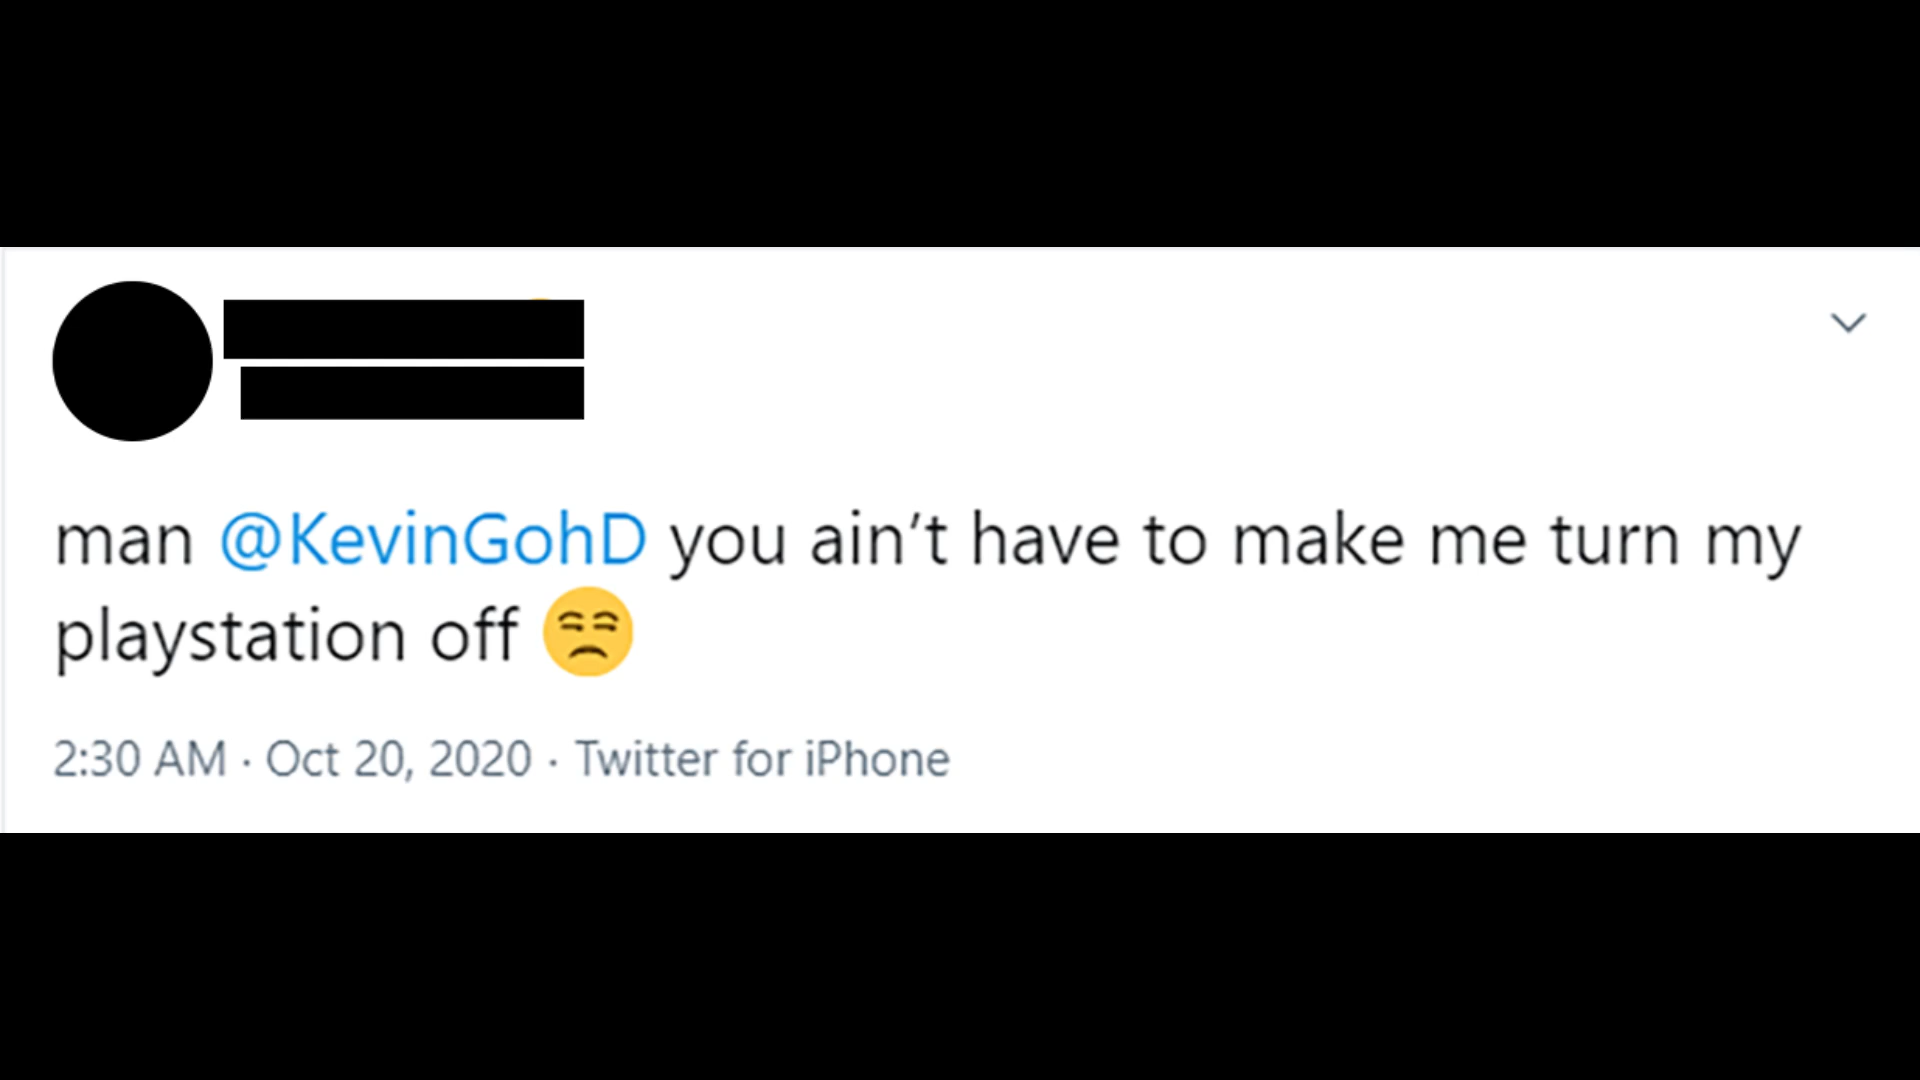 man @KevinGohD you ain’t have to make me turn my
playstation off 😒
2:30 AM · Oct 20, 2020 · Twitter for iPhone